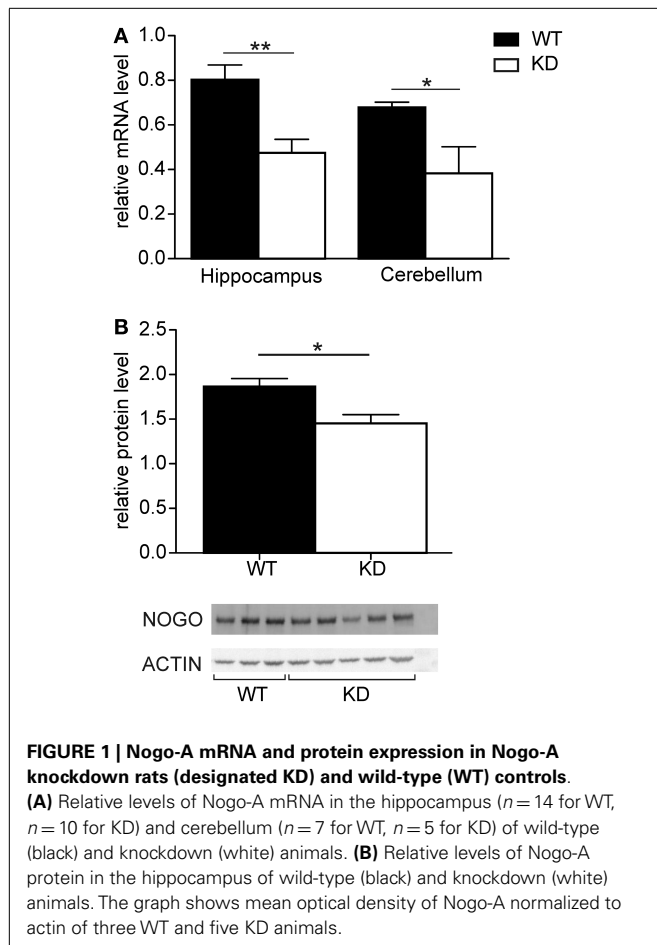 A
1.0
0.8
0.6
0.4
0.2
0.0
relative mRNA level
**
*
WT
KD
Hippocampus
Cerebellum
B
2.5
2.0
1.5
1.0
0.5
0.0
relative protein level
*
WT
KD
NOGO
ACTIN
WT
KD
FIGURE 1 | Nogo-A mRNA and protein expression in Nogo-A
knockdown rats (designated KD) and wild-type (WT) controls.
(A) Relative levels of Nogo-A mRNA in the hippocampus (n = 14 for WT,
n = 10 for KD) and cerebellum (n = 7 for WT, n = 5 for KD) of wild-type
(black) and knockdown (white) animals. (B) Relative levels of Nogo-A
protein in the hippocampus of wild-type (black) and knockdown (white)
animals. The graph shows mean optical density of Nogo-A normalized to
actin of three WT and five KD animals.